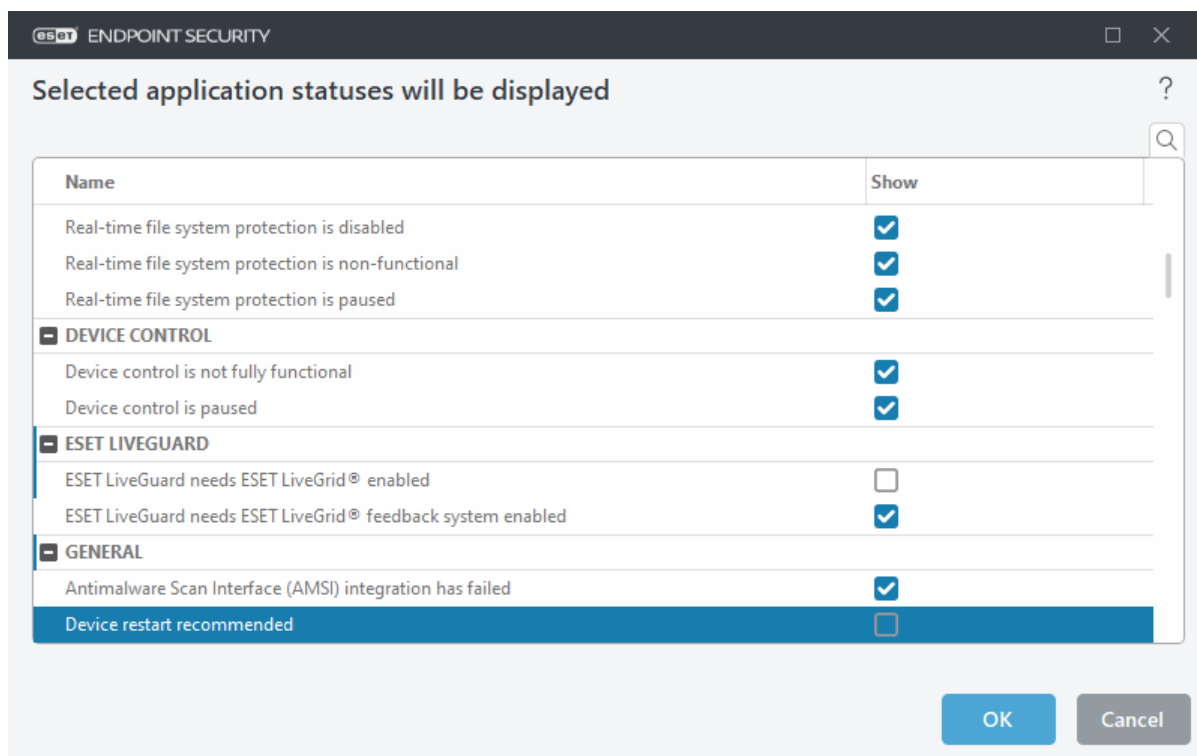 eset ENDPOINT SECURITY
Selected application statuses will be displayed
?
Name Show
Real-time file system protection is disabled
Real-time file system protection is non-functional
Real-time file system protection is paused
DEVICE CONTROL
Device control is not fully functional
Device control is paused
ESET LIVEGUARD
ESET LiveGuard needs ESET LiveGrid® enabled
ESET LiveGuard needs ESET LiveGrid® feedback system enabled
GENERAL
Antimalware Scan Interface (AMSI) integration has failed
Device restart recommended
OK Cancel